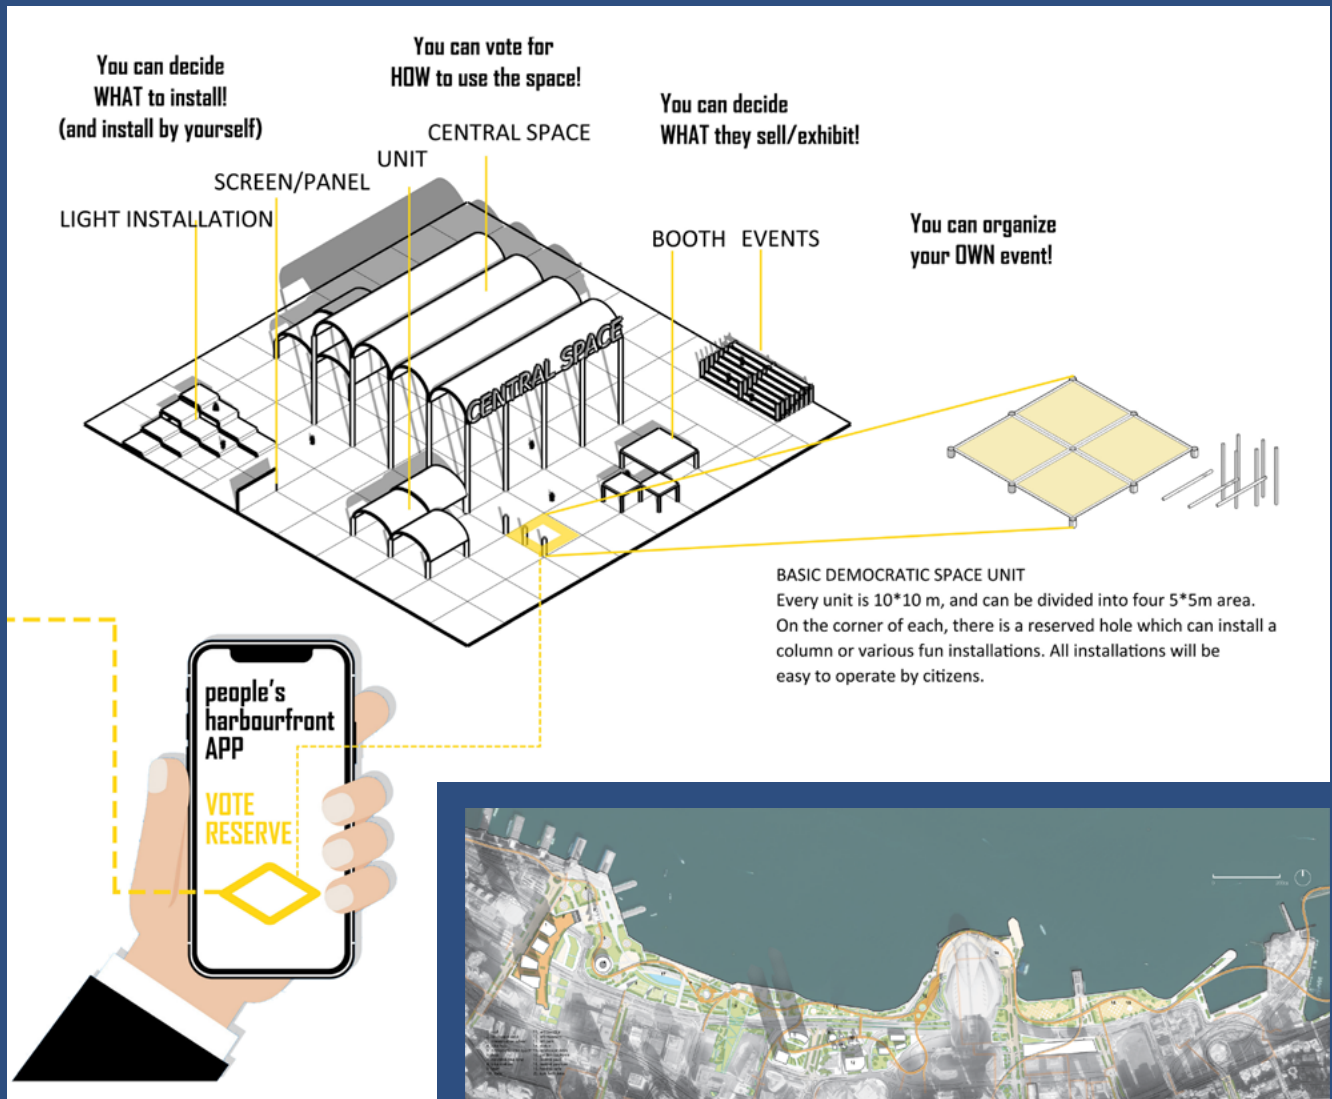 You can decide
WHAT to install!
(and install by yourself)
You can vote for
HOW to use the space!
You can decide
WHAT they sell/exhibit!
You can organize
your OWN event!
CENTRAL SPACE
UNIT
SCREEN/PANEL
LIGHT INSTALLATION
BOOTH
EVENTS
CENTRAL SPACE
BASIC DEMOCRATIC SPACE UNIT
Every unit is 10*10 m, and can be divided into four 5*5m area.
On the corner of each, there is a reserved hole which can install a
column or various fun installations. All installations will be
easy to operate by citizens.
people's
harbourfront
APP
VOTE
RESERVE